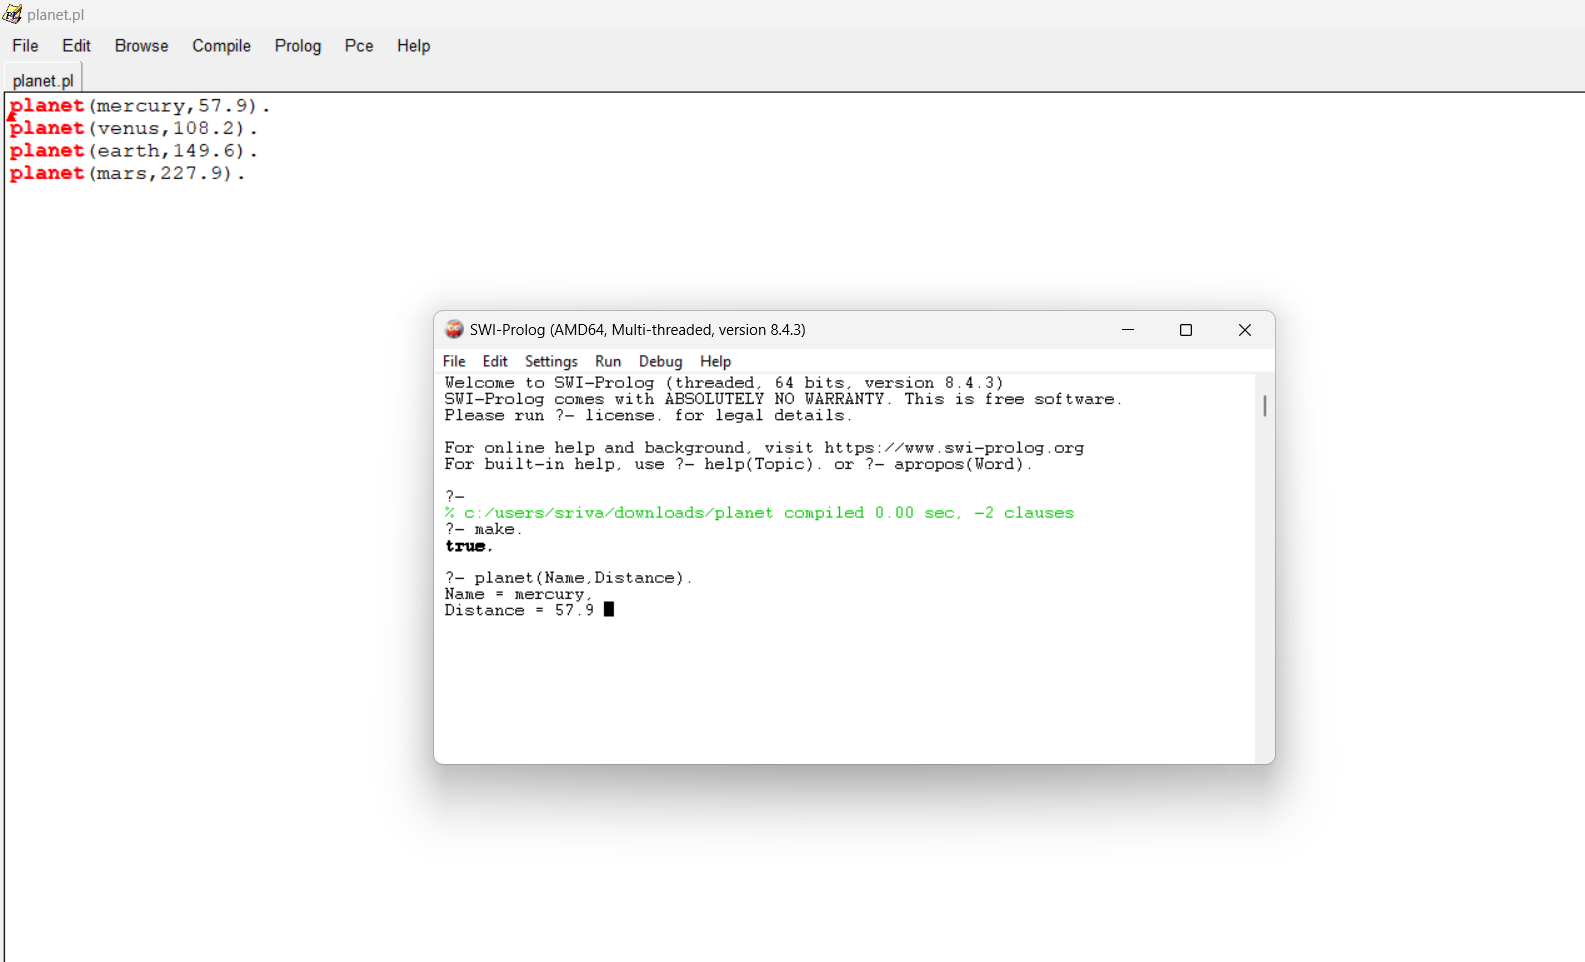 planet.pl
File Edit Browse Compile Prolog Pce Help
planet.pl
planet(mercury,57.9).
planet(venus,108.2).
planet(earth,149.6).
planet(mars,227.9).
SWI-Prolog (AMD64, Multi-threaded, version 8.4.3)
File Edit Settings Run Debug Help
Welcome to SWI-Prolog (threaded, 64 bits, version 8.4.3)
SWI-Prolog comes with ABSOLUTELY NO WARRANTY. This is free software.
Please run ?- license. for legal details.
For online help and background, visit https://www.swi-prolog.org
For built-in help, use ?- help(Topic). or ?- apropos(Word).
?-
% c:/users/sriva/downloads/planet compiled 0.00 sec, -2 clauses
?- make.
true.
?- planet(Name,Distance).
Name = mercury,
Distance = 57.9